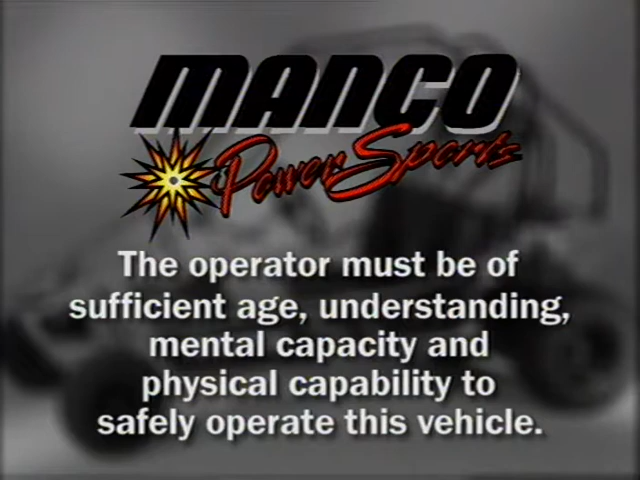 MANCO
PowerSports
The operator must be of
sufficient age, understanding,
mental capacity and
physical capability to
safely operate this vehicle.